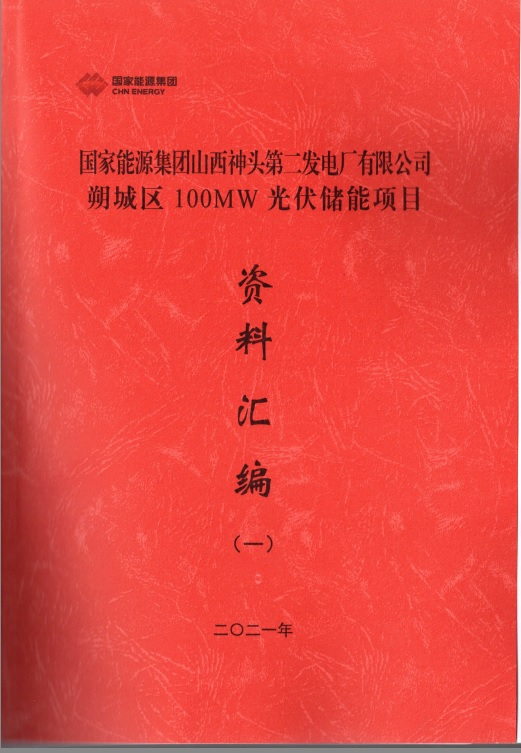 国家能源集团
CHN ENERGY
国家能源集团山西神头第二发电厂有限公司
朔城区 100MW 光伏储能项目
资
料
汇
编
(一)
二〇二一年